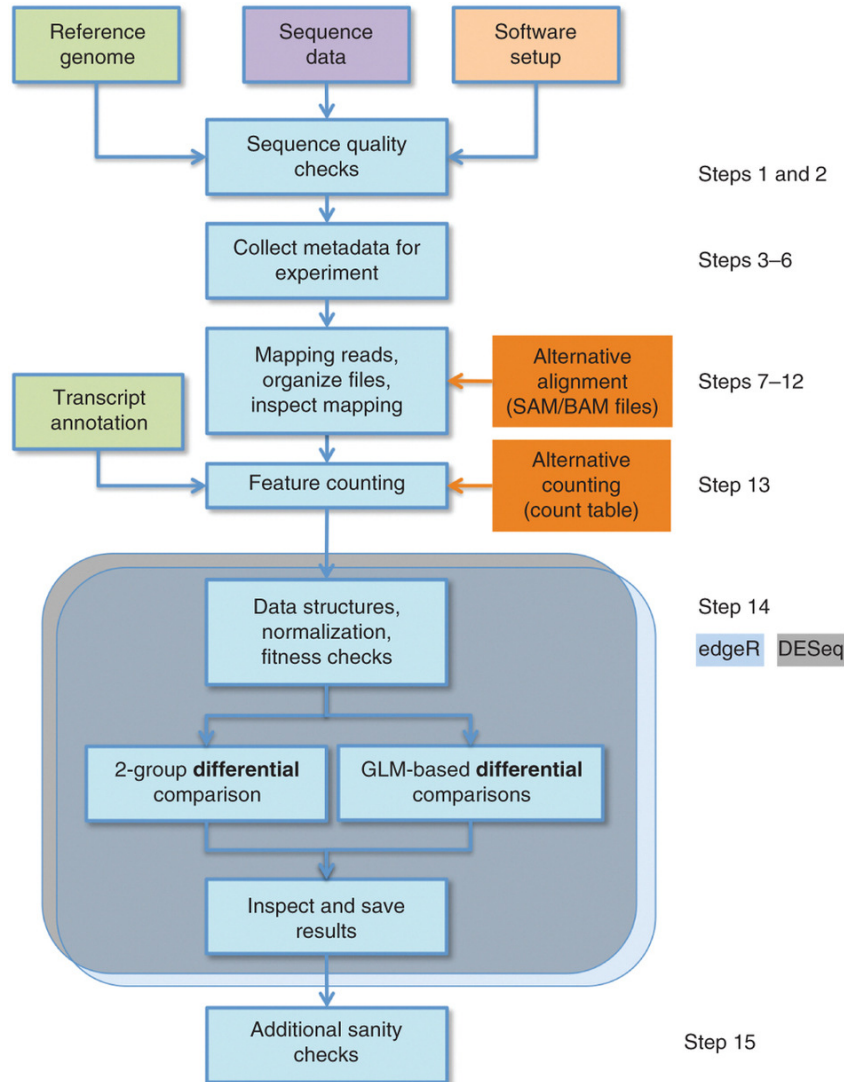 Reference
genome
Sequence
data
Software
setup
Sequence quality
checks
Steps 1 and 2
Collect metadata for
experiment
Steps 3–6
Mapping reads,
organize files,
inspect mapping
Alternative
alignment
(SAM/BAM files)
Steps 7–12
Transcript
annotation
Feature counting
Alternative
counting
(count table)
Step 13
Data structures,
normalization,
fitness checks
Step 14
edgeR
DESeq
2-group differential
comparison
GLM-based differential
comparisons
Inspect and save
results
Additional sanity
checks
Step 15